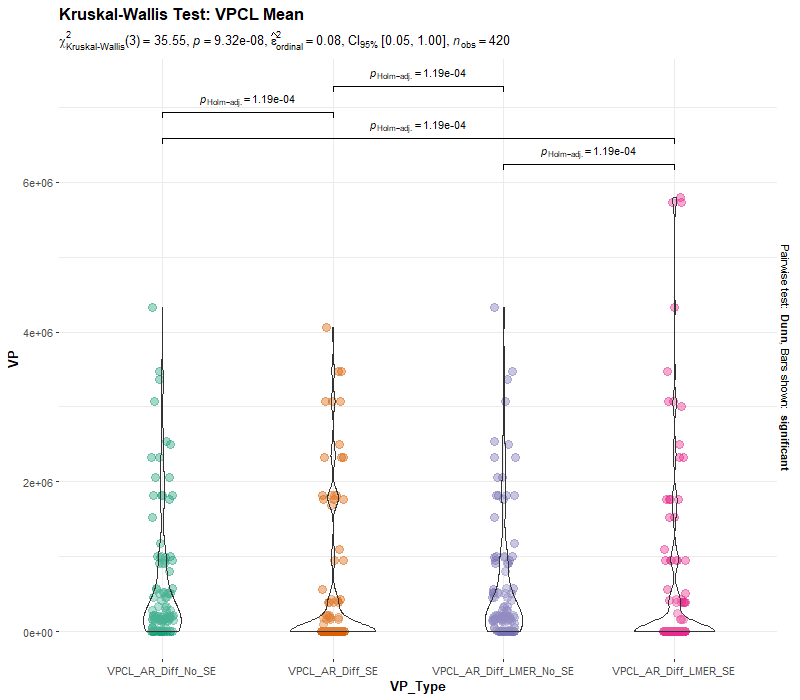 Kruskal-Wallis Test: VPCL Mean
χ²Kruskal-Wallis(3) = 35.55, p = 9.32e-08, ε̂²ordinal = 0.08, CI95% [0.05, 1.00], nobs = 420
pHolm-adj. = 1.19e-04
pHolm-adj. = 1.19e-04
pHolm-adj. = 1.19e-04
pHolm-adj. = 1.19e-04
6e+06
4e+06
2e+06
0e+00
VP
Pairwise test: Dunn, Bars shown: significant
VPCL_AR_Diff_No_SE
VPCL_AR_Diff_SE
VPCL_AR_Diff_LMER_No_SE
VPCL_AR_Diff_LMER_SE
VP_Type